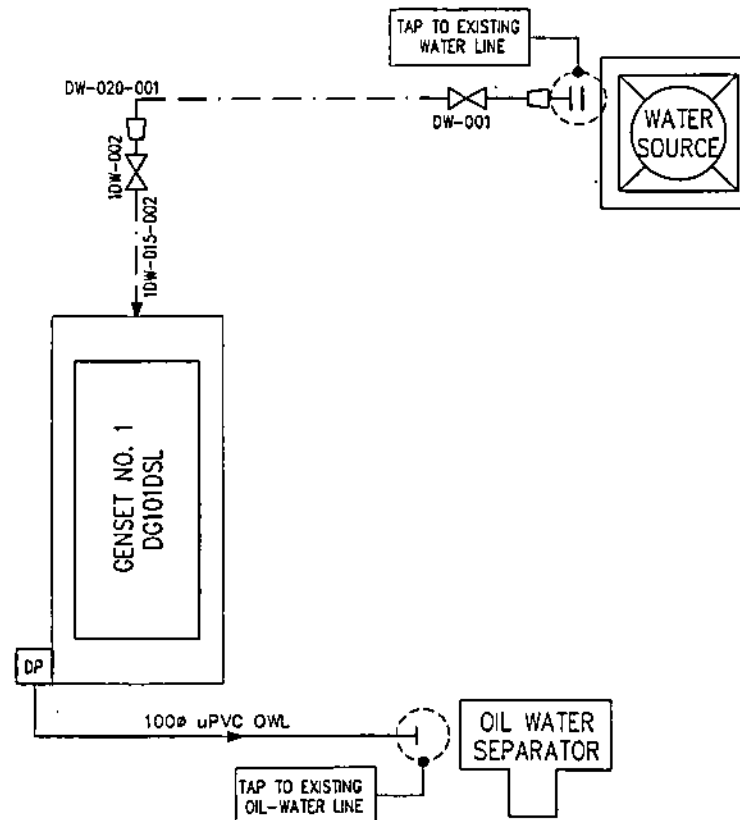 TAP TO EXISTING
WATER LINE
DW-020-001
DW-001
WATER
SOURCE
1DW-002
1DW-015-002
GENSET NO. 1
DG101DSL
DP
100ø uPVC OWL
OIL WATER
SEPARATOR
TAP TO EXISTING
OIL-WATER LINE